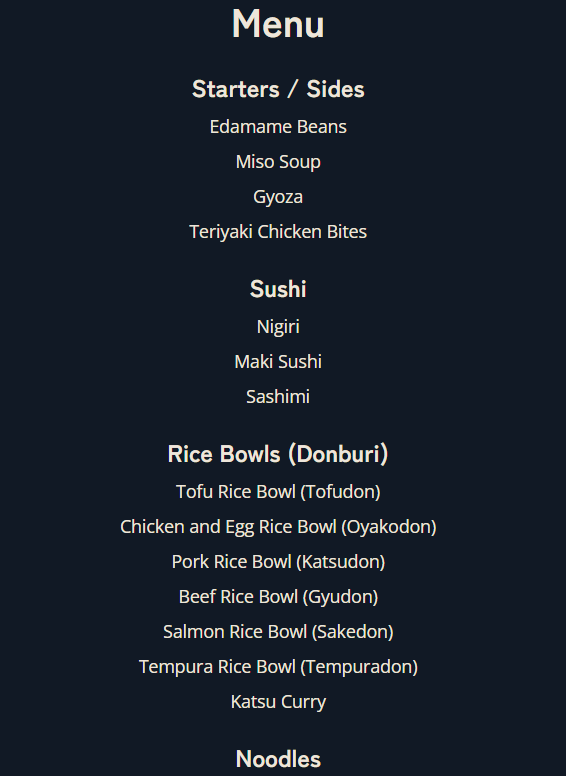 Menu
Starters / Sides
Edamame Beans
Miso Soup
Gyoza
Teriyaki Chicken Bites
Sushi
Nigiri
Maki Sushi
Sashimi
Rice Bowls (Donburi)
Tofu Rice Bowl (Tofudon)
Chicken and Egg Rice Bowl (Oyakodon)
Pork Rice Bowl (Katsudon)
Beef Rice Bowl (Gyudon)
Salmon Rice Bowl (Sakedon)
Tempura Rice Bowl (Tempuradon)
Katsu Curry
Noodles